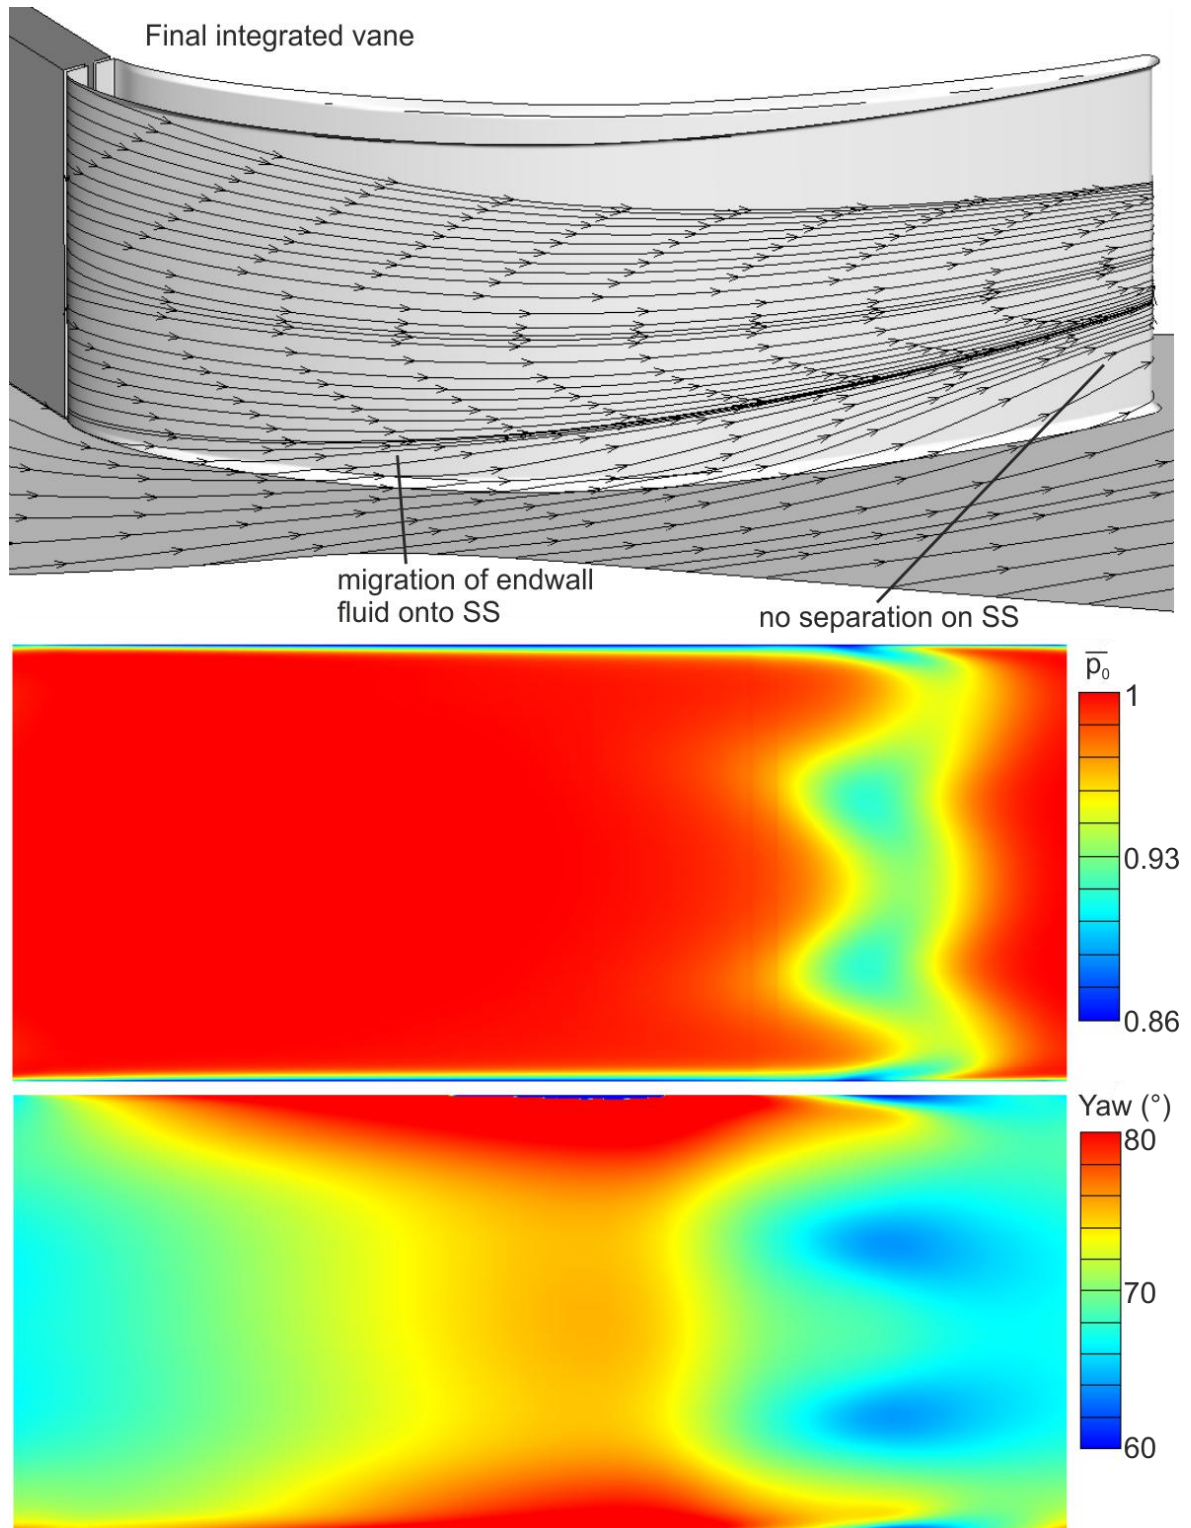 Final integrated vane
migration of endwall
fluid onto SS
no separation on SS
p̅₀
1
0.93
0.86
Yaw (°)
80
70
60